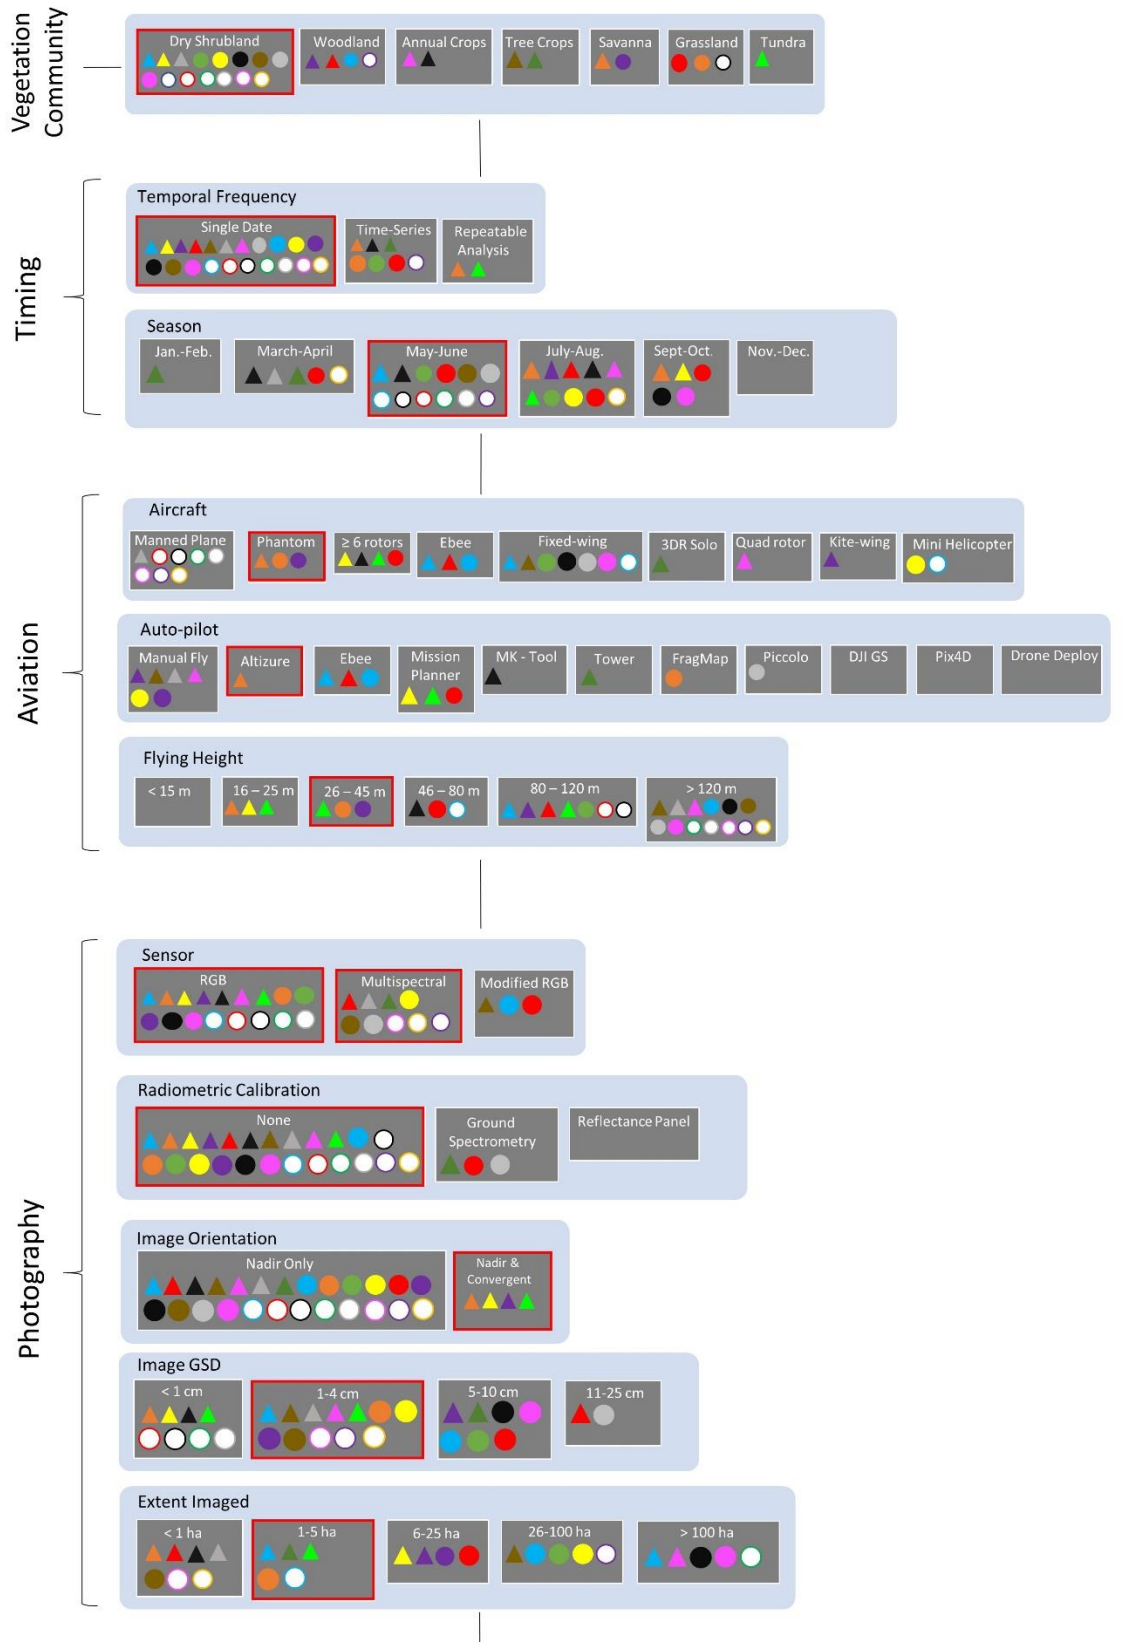 Vegetation
Community
Dry Shrubland
Woodland
Annual Crops
Tree Crops
Savanna
Grassland
Tundra
Timing
Temporal Frequency
Single Date
Time-Series
Repeatable
Analysis
Season
Jan.-Feb.
March-April
May-June
July-Aug.
Sept-Oct.
Nov.-Dec.
Aviation
Aircraft
Manned Plane
Phantom
≥ 6 rotors
Ebee
Fixed-wing
3DR Solo
Quad rotor
Kite-wing
Mini Helicopter
Auto-pilot
Manual Fly
Altizure
Ebee
Mission
Planner
MK - Tool
Tower
FragMap
Piccolo
DJI GS
Pix4D
Drone Deploy
Flying Height
< 15 m
16 – 25 m
26 – 45 m
46 – 80 m
80 – 120 m
> 120 m
Photography
Sensor
RGB
Multispectral
Modified RGB
Radiometric Calibration
None
Ground
Spectrometry
Reflectance Panel
Image Orientation
Nadir Only
Nadir &
Convergent
Image GSD
< 1 cm
1-4 cm
5-10 cm
11-25 cm
Extent Imaged
< 1 ha
1-5 ha
6-25 ha
26-100 ha
> 100 ha